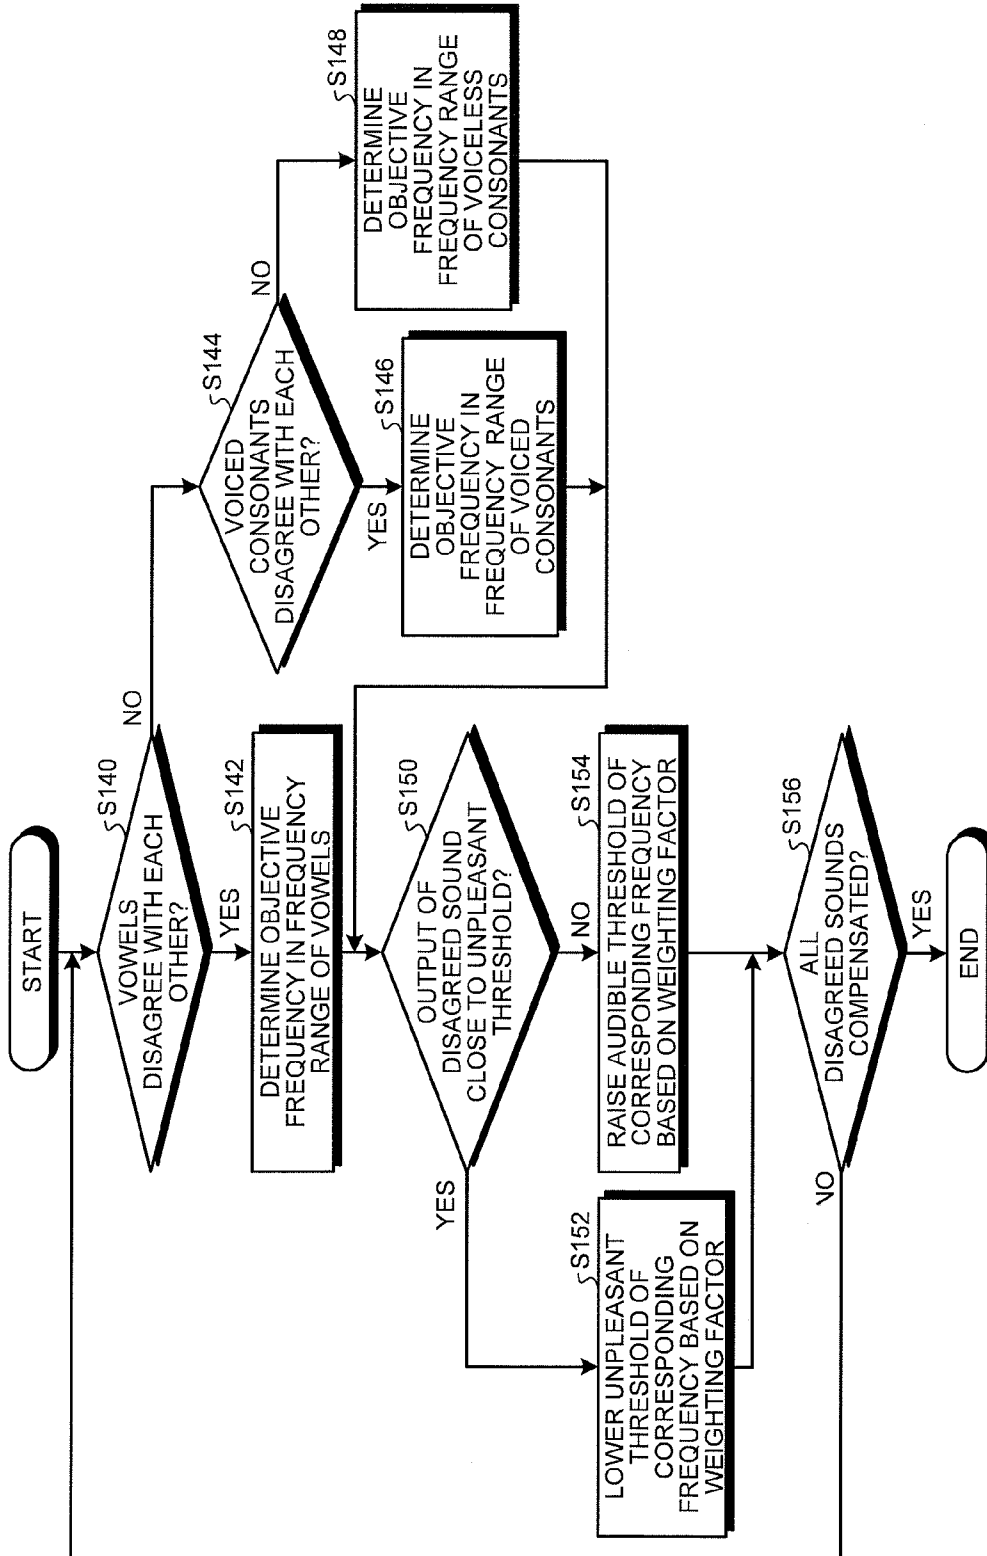 START
S140
VOWELS
DISAGREE WITH EACH
OTHER?
NO
YES
S142
DETERMINE OBJECTIVE
FREQUENCY IN FREQUENCY
RANGE OF VOWELS
S144
VOICED
CONSONANTS
DISAGREE WITH EACH
OTHER?
NO
YES
S146
DETERMINE
OBJECTIVE
FREQUENCY IN
FREQUENCY RANGE
OF VOICED
CONSONANTS
S148
DETERMINE
OBJECTIVE
FREQUENCY IN
FREQUENCY RANGE
OF VOICELESS
CONSONANTS
S150
OUTPUT OF
DISAGREED SOUND
CLOSE TO UNPLEASANT
THRESHOLD?
YES
NO
S152
LOWER UNPLEASANT
THRESHOLD OF
CORRESPONDING
FREQUENCY BASED ON
WEIGHTING FACTOR
S154
RAISE AUDIBLE THRESHOLD OF
CORRESPONDING FREQUENCY
BASED ON WEIGHTING FACTOR
S156
ALL
DISAGREED SOUNDS
COMPENSATED?
NO
YES
END